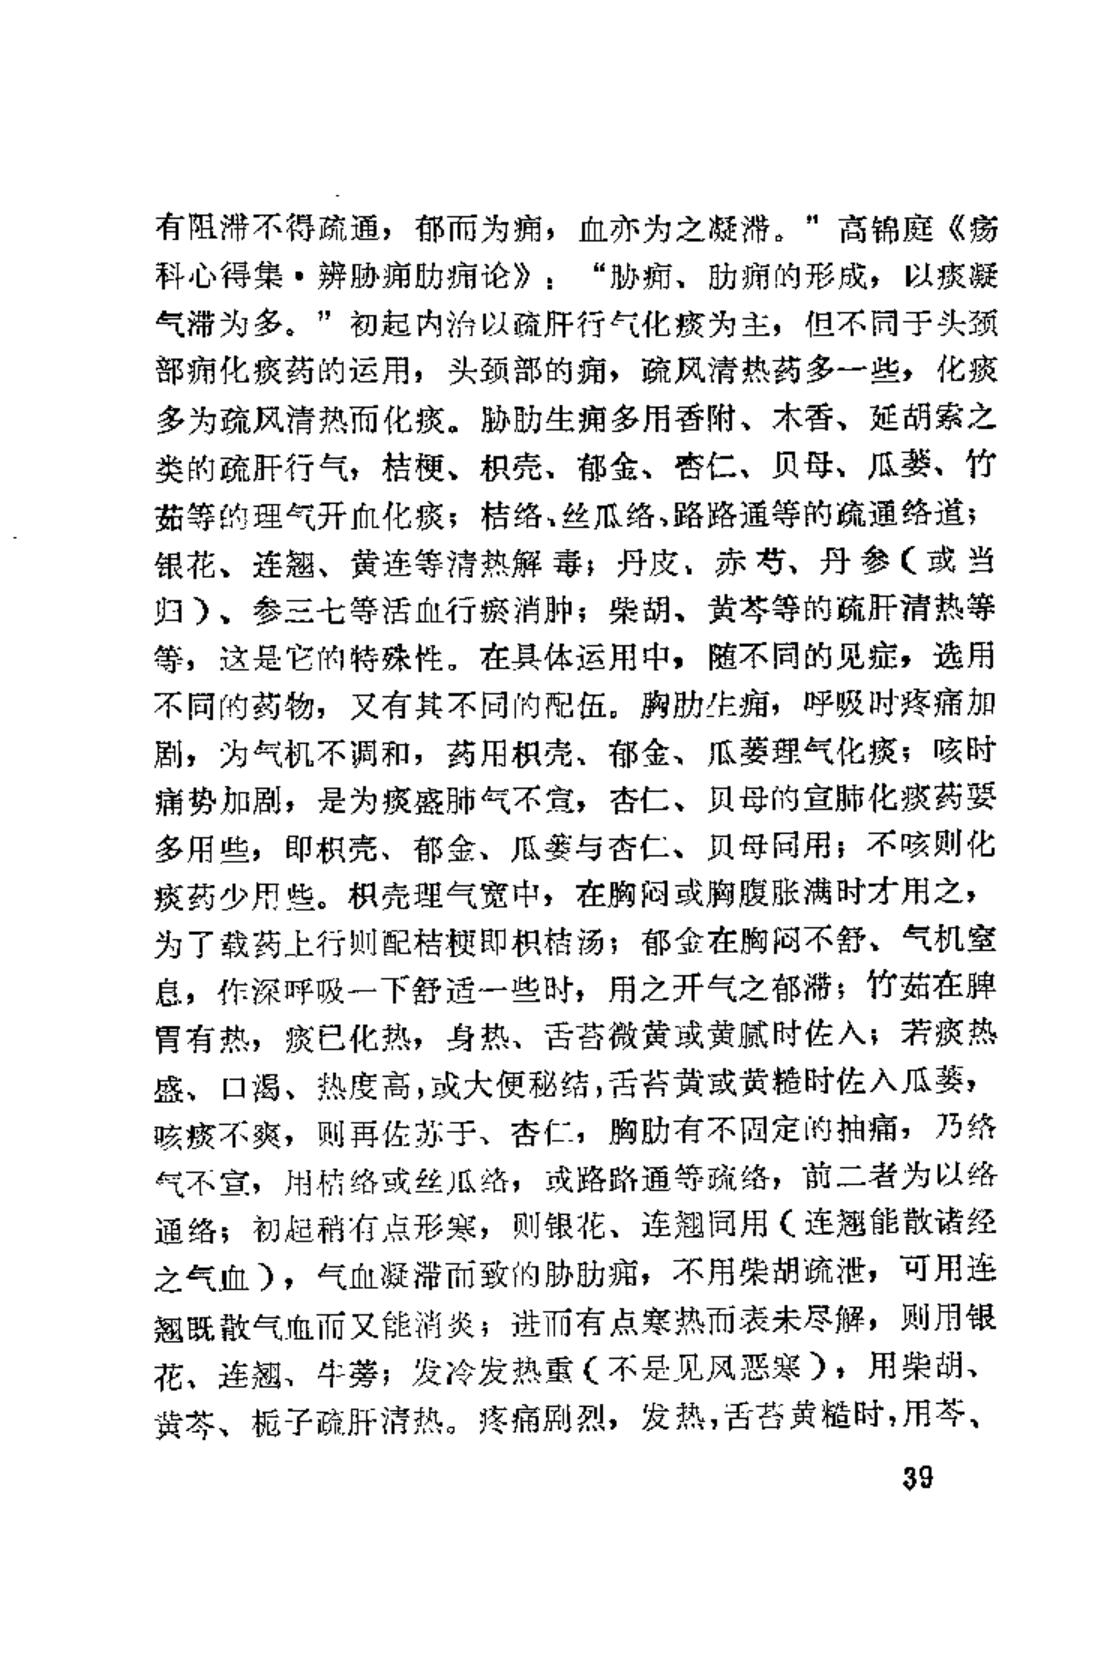 有阻滞不得疏通，郁而为痈，血亦为之凝滞。”高锦庭《疡
科心得集·辨胁痈肋痈论》：“胁痈、肋痈的形成，以痰凝
气滞为多。”初起内治以疏肝行气化痰为主，但不同于头颈
部痈化痰药的运用，头颈部的痈，疏风清热药多一些，化痰
多为疏风清热而化痰。胁肋生痈多用香附、木香、延胡索之
类的疏肝行气，桔梗、枳壳、郁金、杏仁、贝母、瓜蒌、竹
茹等的理气开血化痰；桔络、丝瓜络、路路通等的疏通络道；
银花、连翘、黄连等清热解毒；丹皮、赤芍、丹参（或当
归）、参三七等活血行瘀消肿；柴胡、黄芩等的疏肝清热等
等，这是它的特殊性。在具体运用中，随不同的见症，选用
不同的药物，又有其不同的配伍。胸肋生痈，呼吸时疼痛加
剧，为气机不调和，药用枳壳、郁金、瓜蒌理气化痰；咳时
痛势加剧，是为痰盛肺气不宣，杏仁、贝母的宣肺化痰药要
多用些，即枳壳、郁金、瓜蒌与杏仁、贝母同用；不咳则化
痰药少用些。枳壳理气宽中，在胸闷或胸腹胀满时才用之，
为了载药上行则配桔梗即枳桔汤；郁金在胸闷不舒、气机窒
息，作深呼吸一下舒适一些时，用之开气之郁滞；竹茹在脾
胃有热，痰已化热，身热、舌苔微黄或黄腻时佐入；若痰热
盛、口渴、热度高，或大便秘结，舌苔黄或黄糙时佐入瓜蒌，
咳痰不爽，则再佐苏子、杏仁，胸肋有不固定的抽痛，乃络
气不宣，用桔络或丝瓜络，或路路通等疏络，前二者为以络
通络；初起稍有点形寒，则银花、连翘同用（连翘能散诸经
之气血），气血凝滞而致的胁肋痈，不用柴胡疏泄，可用连
翘既散气血而又能消炎；进而有点寒热而表未尽解，则用银
花、连翘、牛蒡；发冷发热重（不是见风恶寒），用柴胡、
黄芩、栀子疏肝清热。疼痛剧烈，发热，舌苔黄糙时，用芩、
39